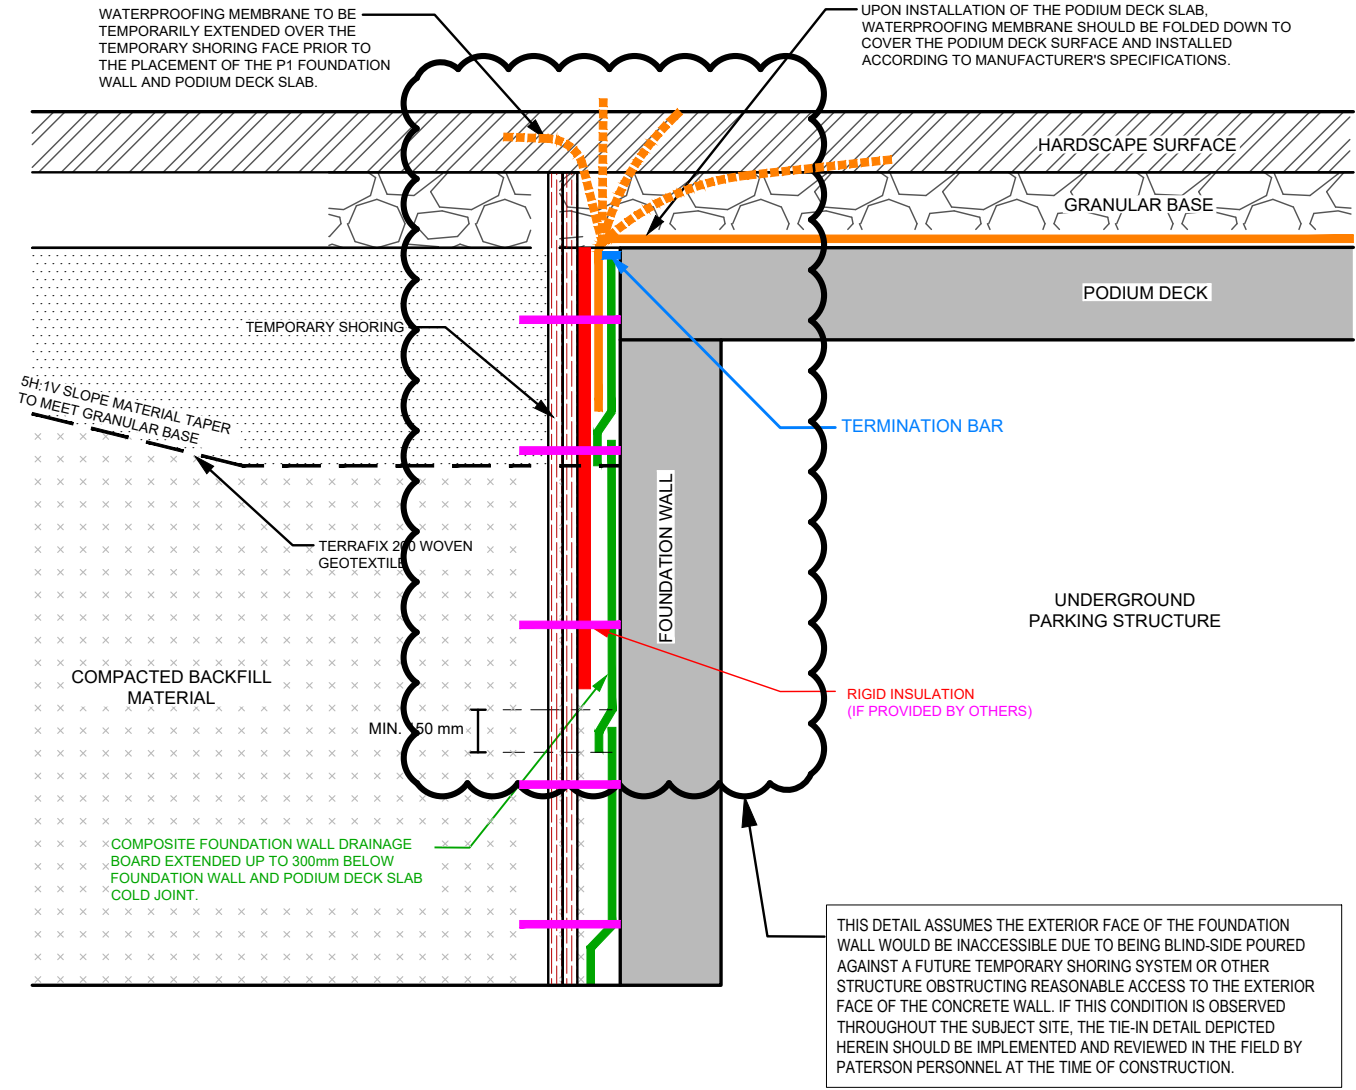 WATERPROOFING MEMBRANE TO BE
TEMPORARILY EXTENDED OVER THE
TEMPORARY SHORING FACE PRIOR TO
THE PLACEMENT OF THE P1 FOUNDATION
WALL AND PODIUM DECK SLAB.
UPON INSTALLATION OF THE PODIUM DECK SLAB,
WATERPROOFING MEMBRANE SHOULD BE FOLDED DOWN TO
COVER THE PODIUM DECK SURFACE AND INSTALLED
ACCORDING TO MANUFACTURER'S SPECIFICATIONS.
HARDSCAPE SURFACE
GRANULAR BASE
PODIUM DECK
TEMPORARY SHORING
5H:1V SLOPE MATERIAL TAPER
TO MEET GRANULAR BASE
TERMINATION BAR
FOUNDATION WALL
TERRAFIX 200 WOVEN
GEOTEXTILE
UNDERGROUND
PARKING STRUCTURE
COMPACTED BACKFILL
MATERIAL
RIGID INSULATION
(IF PROVIDED BY OTHERS)
MIN. 150 mm
COMPOSITE FOUNDATION WALL DRAINAGE
BOARD EXTENDED UP TO 300mm BELOW
FOUNDATION WALL AND PODIUM DECK SLAB
COLD JOINT.
THIS DETAIL ASSUMES THE EXTERIOR FACE OF THE FOUNDATION
WALL WOULD BE INACCESSIBLE DUE TO BEING BLIND-SIDE POURED
AGAINST A FUTURE TEMPORARY SHORING SYSTEM OR OTHER
STRUCTURE OBSTRUCTING REASONABLE ACCESS TO THE EXTERIOR
FACE OF THE CONCRETE WALL. IF THIS CONDITION IS OBSERVED
THROUGHOUT THE SUBJECT SITE, THE TIE-IN DETAIL DEPICTED
HEREIN SHOULD BE IMPLEMENTED AND REVIEWED IN THE FIELD BY
PATERSON PERSONNEL AT THE TIME OF CONSTRUCTION.